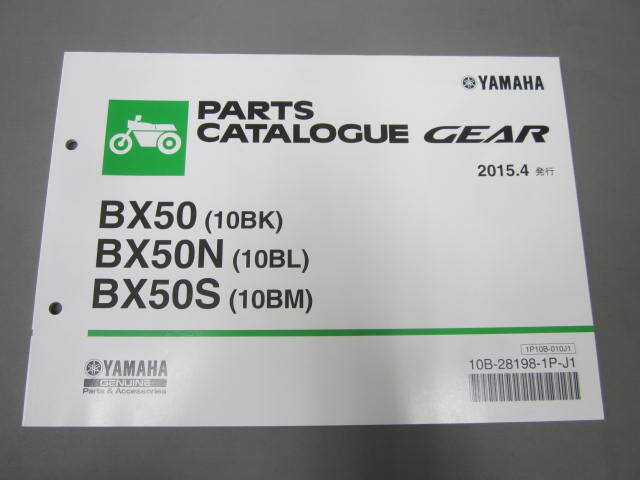 YAMAHA
PARTS
CATALOGUE GEAR
2015.4 発行
BX50 (10BK)
BX50N (10BL)
BX50S (10BM)
1P10B-010J1
10B-28198-1P-J1
YAMAHA
GENUINE
Parts & Accessories